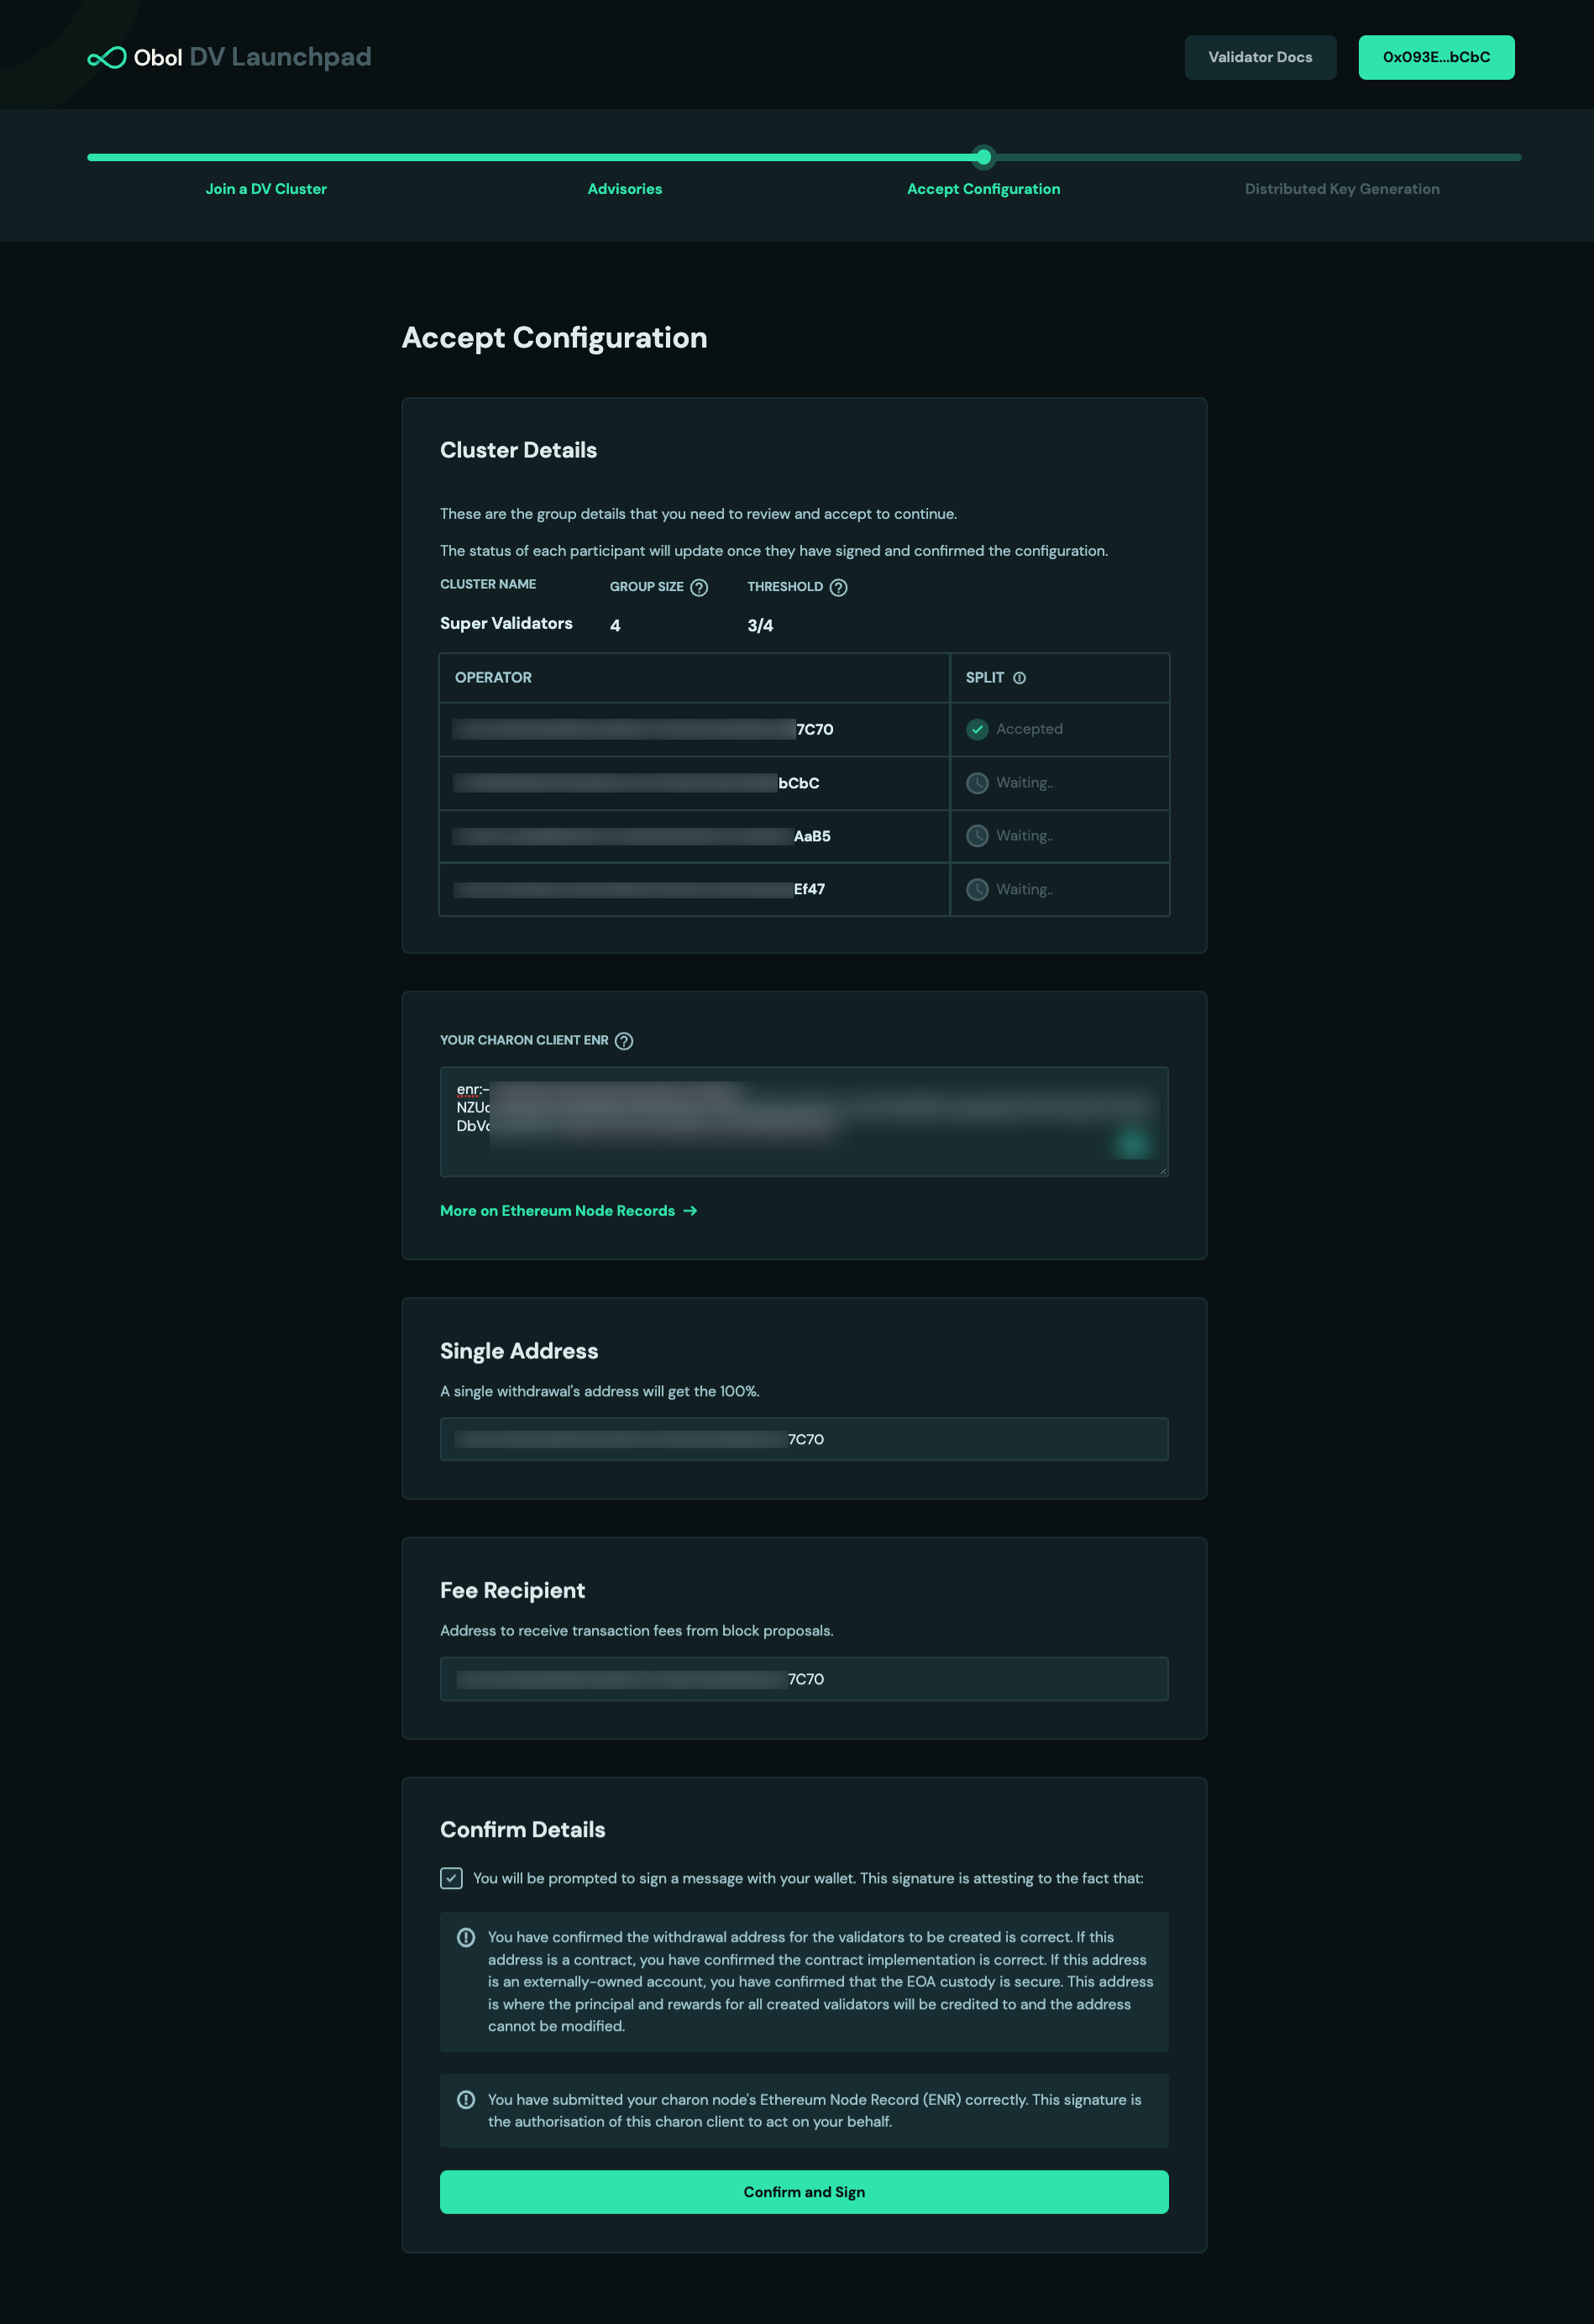 Obol DV Launchpad
Validator Docs
0x093E...bCbC
Join a DV Cluster
Advisories
Accept Configuration
Distributed Key Generation
Accept Configuration
Cluster Details
These are the group details that you need to review and accept to continue.
The status of each participant will update once they have signed and confirmed the configuration.
CLUSTER NAME
GROUP SIZE
THRESHOLD
Super Validators
4
3/4
OPERATOR
SPLIT
7C70
Accepted
bCbC
Waiting..
AaB5
Waiting..
Ef47
Waiting..
YOUR CHARON CLIENT ENR
enr:-
More on Ethereum Node Records →
Single Address
A single withdrawal's address will get the 100%.
7C70
Fee Recipient
Address to receive transaction fees from block proposals.
7C70
Confirm Details
You will be prompted to sign a message with your wallet. This signature is attesting to the fact that:
You have confirmed the withdrawal address for the validators to be created is correct. If this
address is a contract, you have confirmed the contract implementation is correct. If this address
is an externally-owned account, you have confirmed that the EOA custody is secure. This address
is where the principal and rewards for all created validators will be credited to and the address
cannot be modified.
You have submitted your charon node's Ethereum Node Record (ENR) correctly. This signature is
the authorisation of this charon client to act on your behalf.
Confirm and Sign